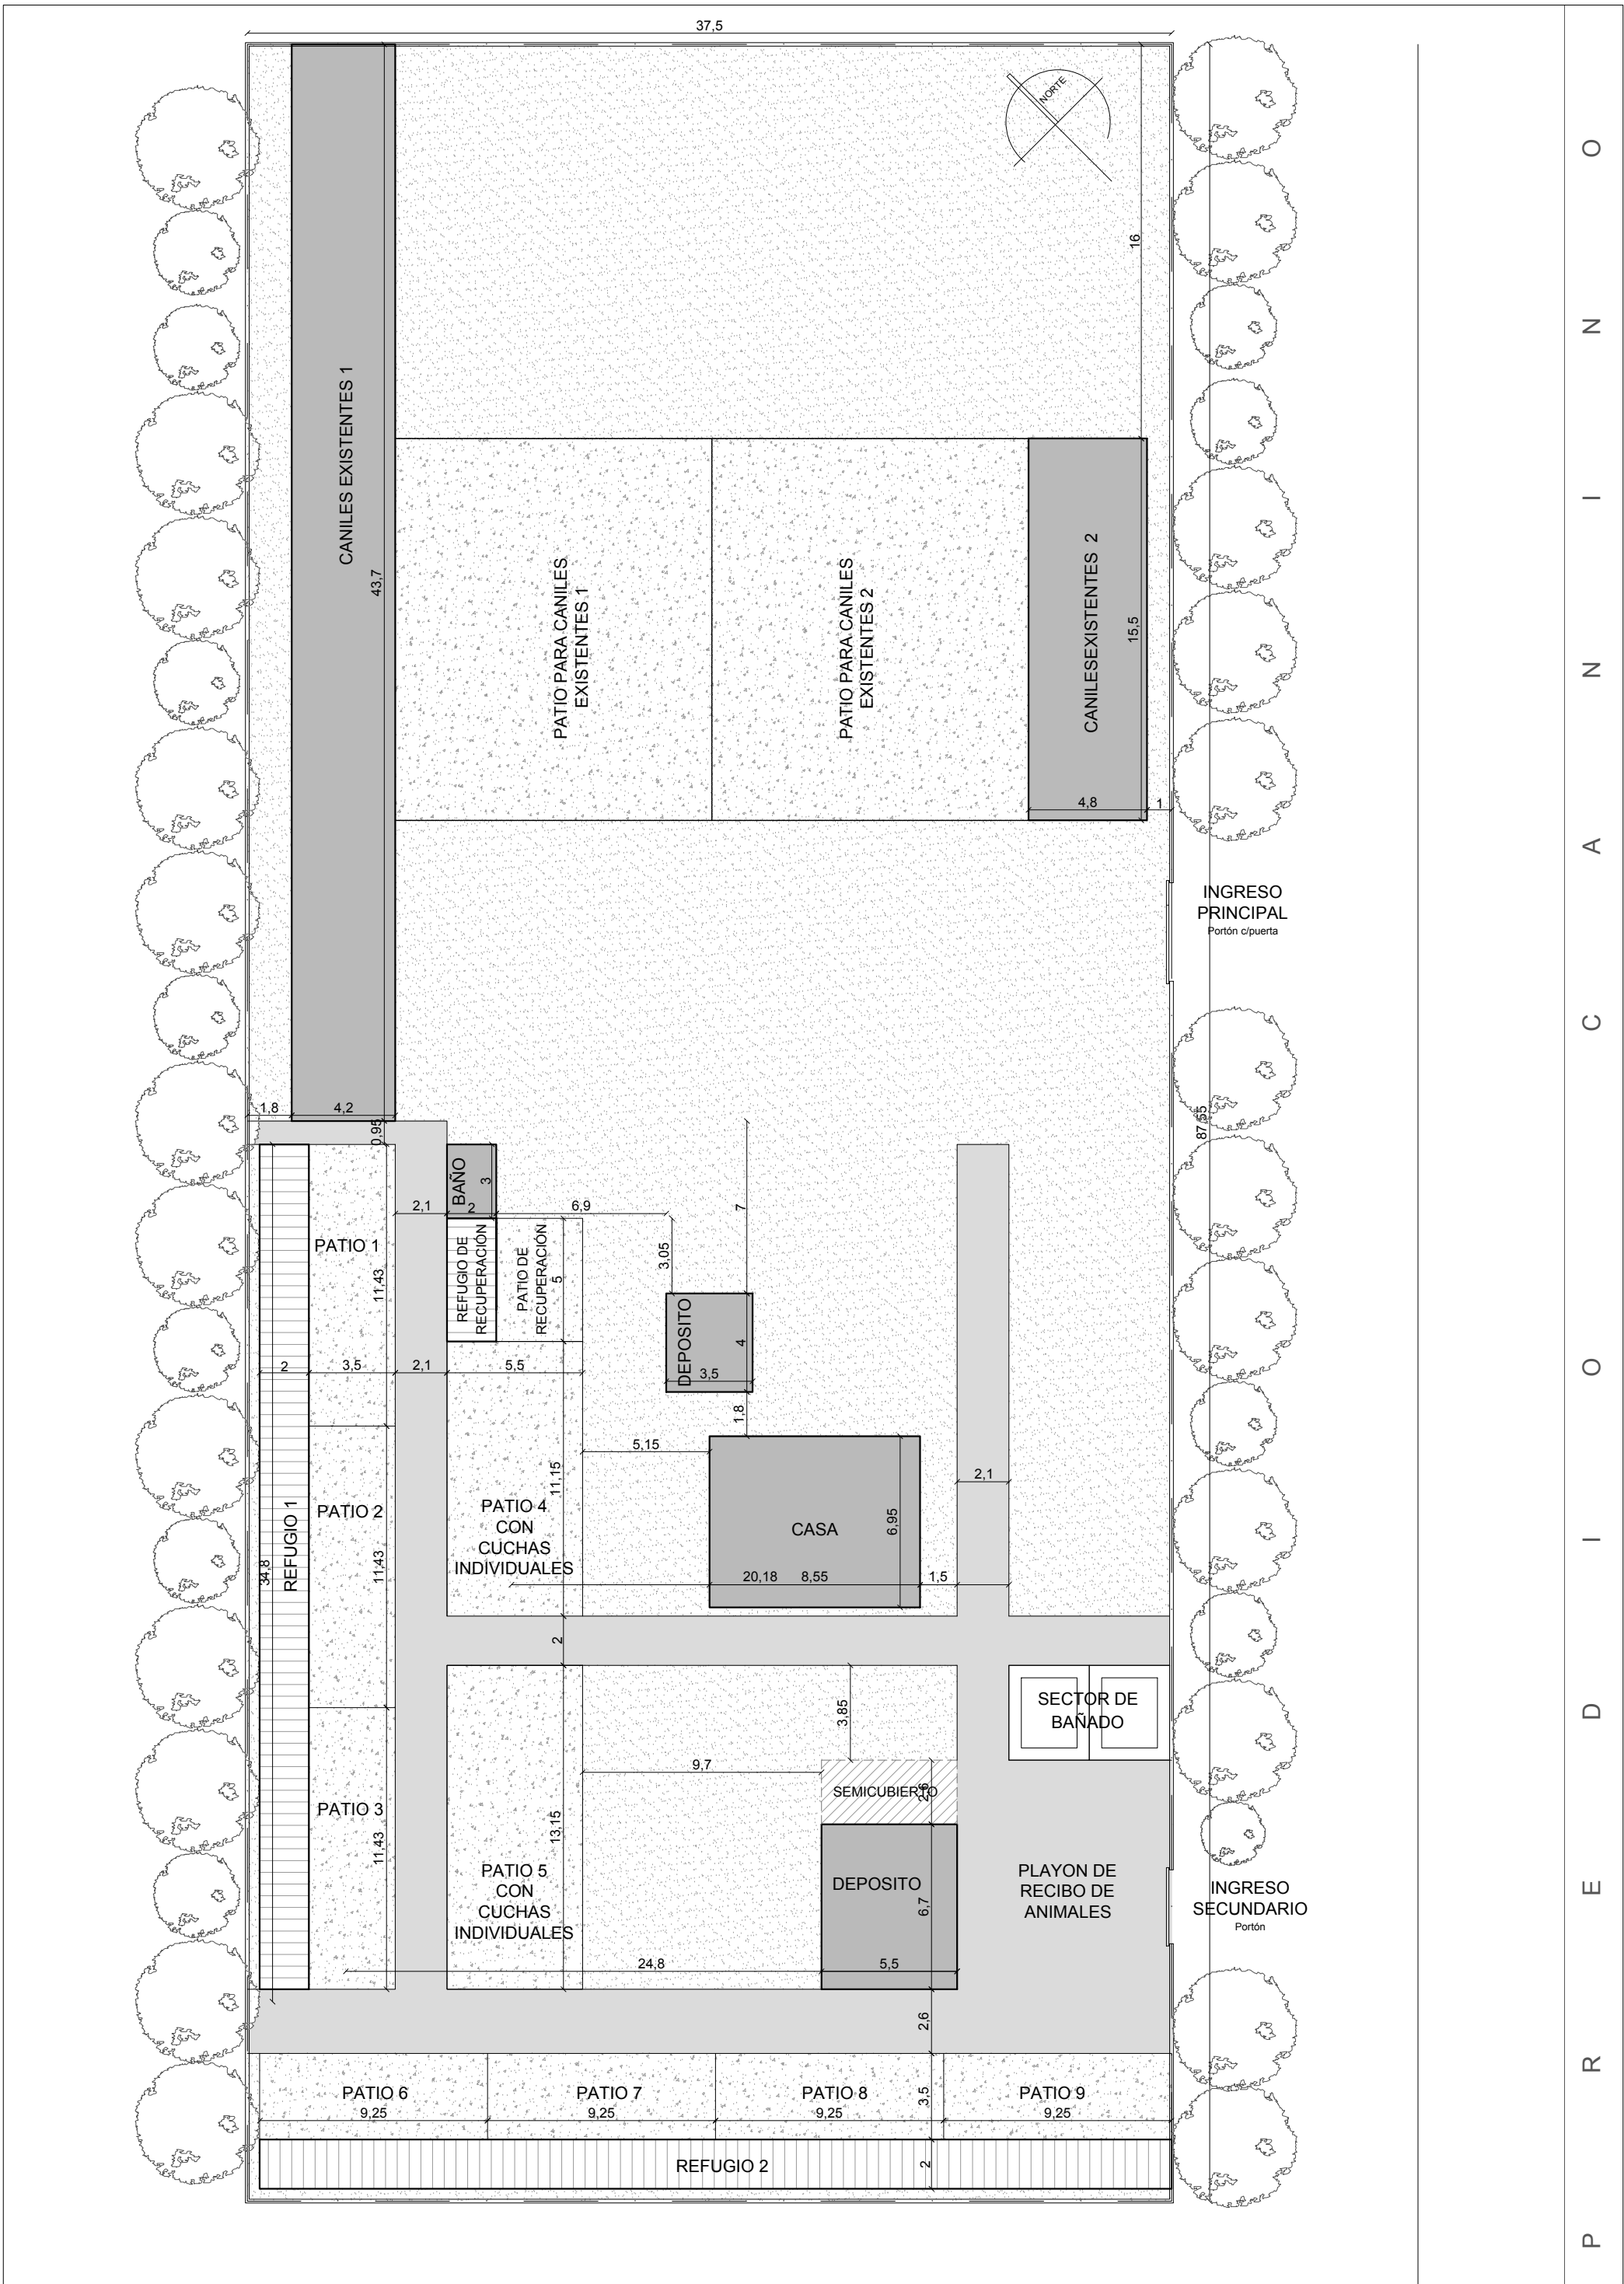 37,5
NORTE
16
CANILES EXISTENTES 1
43,7
PATIO PARA CANILES
EXISTENTES 1
PATIO PARA CANILES
EXISTENTES 2
CANILESEXISTENTES  2
15,5
4,8
1
INGRESO
PRINCIPAL
Portón c/puerta
87,55
1,8
4,2
0,95
BAÑO
3
2
2,1
6,9
7
3,05
PATIO 1
11,43
REFUGIO DE
RECUPERACIÓN
PATIO DE
RECUPERACIÓN
5
DEPOSITO
4
3,5
2
3,5
2,1
5,5
1,8
5,15
11,15
PATIO 2
11,43
REFUGIO 1
34,8
PATIO 4
CON
CUCHAS
INDIVIDUALES
CASA
6,95
20,18
8,55
1,5
2,1
2
3,85
SECTOR DE
BAÑADO
9,7
SEMICUBIERTO
2,6
PATIO 3
11,43
13,15
PATIO 5
CON
CUCHAS
INDIVIDUALES
DEPOSITO
6,7
PLAYON DE
RECIBO DE
ANIMALES
INGRESO
SECUNDARIO
Portón
24,8
5,5
2,6
PATIO 6
9,25
PATIO 7
9,25
PATIO 8
9,25
3,5
PATIO 9
9,25
REFUGIO 2
2
P R E D I O C A N I N O